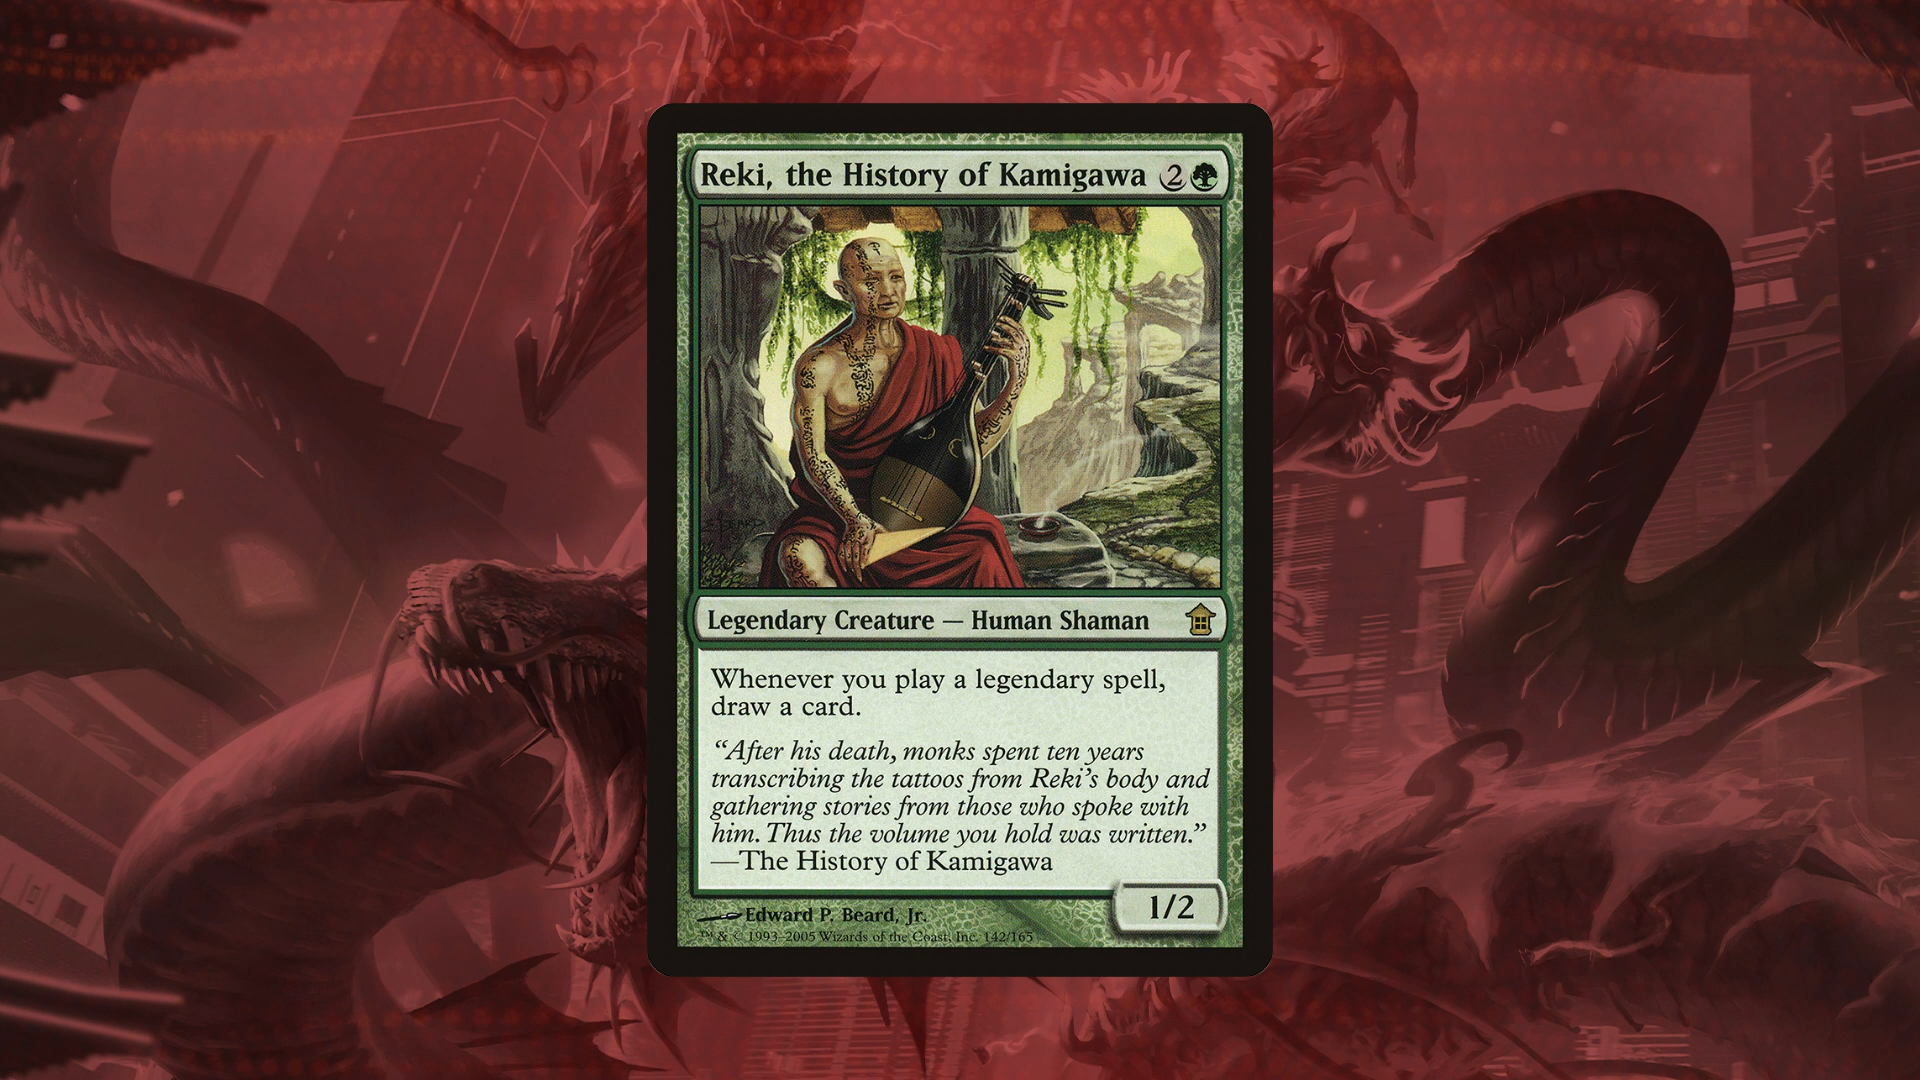 Reki, the History of Kamigawa 2
Legendary Creature — Human Shaman
Whenever you play a legendary spell,
draw a card.
“After his death, monks spent ten years
transcribing the tattoos from Reki’s body and
gathering stories from those who spoke with
him. Thus the volume you hold was written.”
—The History of Kamigawa
1/2
Edward P. Beard, Jr.
™ & © 1993–2005 Wizards of the Coast, Inc. 142/165